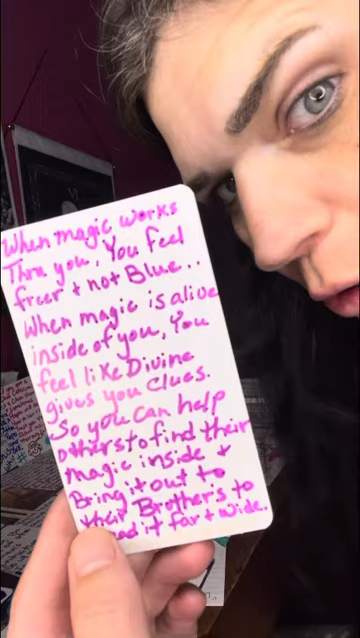 When magic works
Thru you, You feel
freer + not Blue..
When magic is alive
inside of you, You
feel like Divine
gives you clues.
So you can help
others to find their
magic inside +
Bring it out to
their Brothers to
it far + wide.